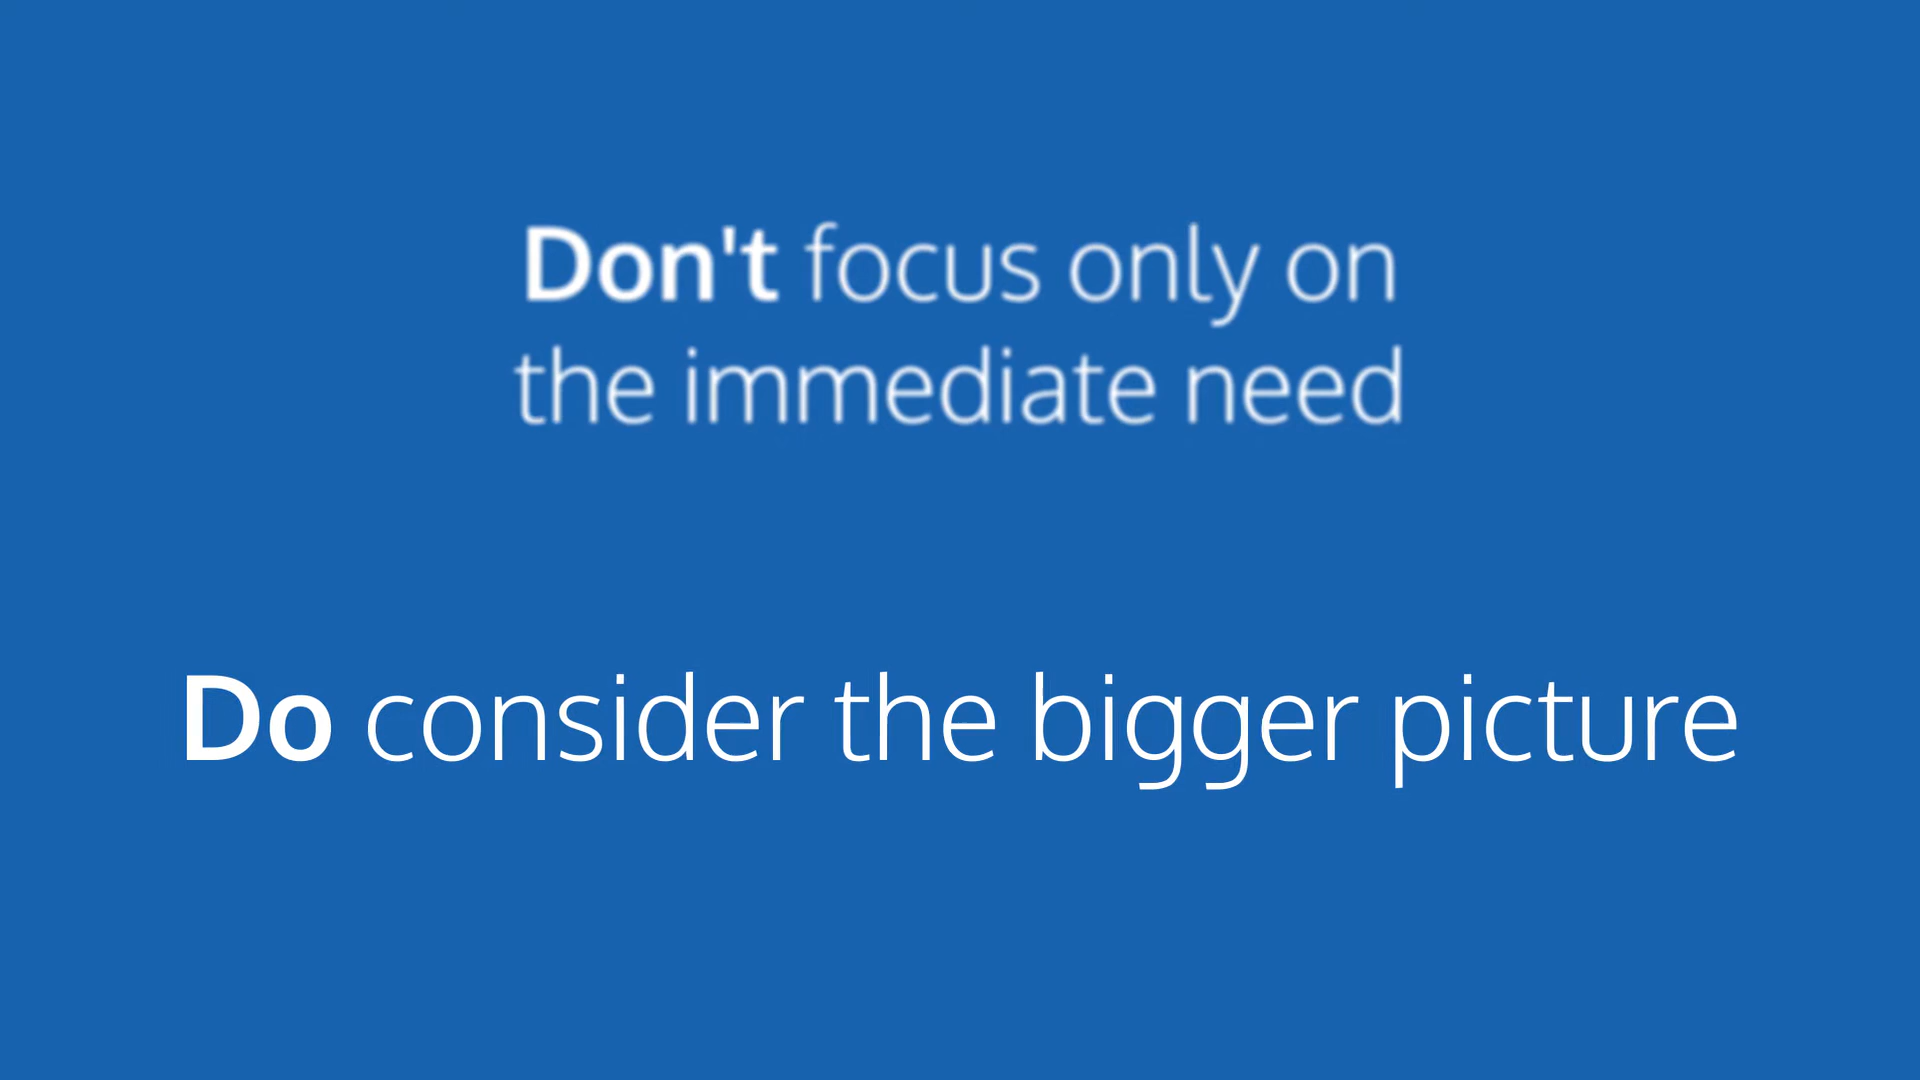 Don't focus only on
the immediate need
Do consider the bigger picture